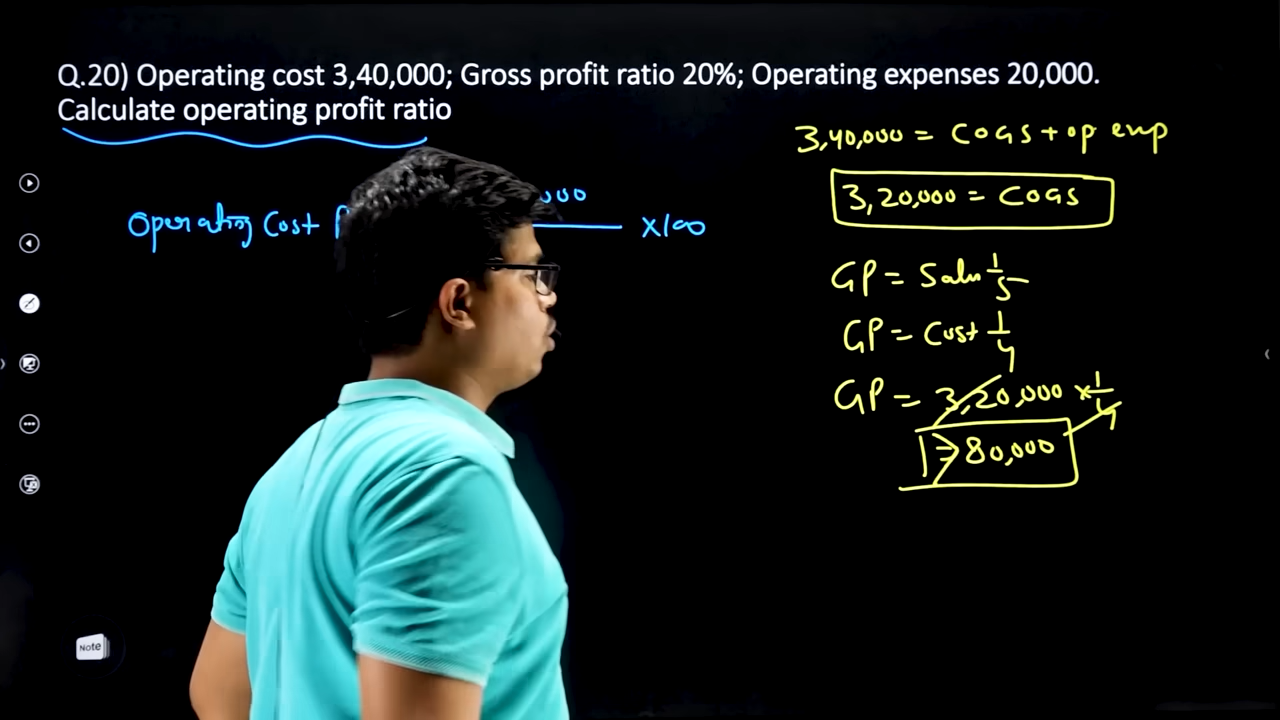 Q.20) Operating cost 3,40,000; Gross profit ratio 20%; Operating expenses 20,000.
Calculate operating profit ratio
Operating Cost
000
x100
3,40,000 = COGS + op exp
3,20,000 = COGS
GP = Sales 1/5
GP = Cost 1/4
GP = 3,20,000 x 1/4
80,000
Note